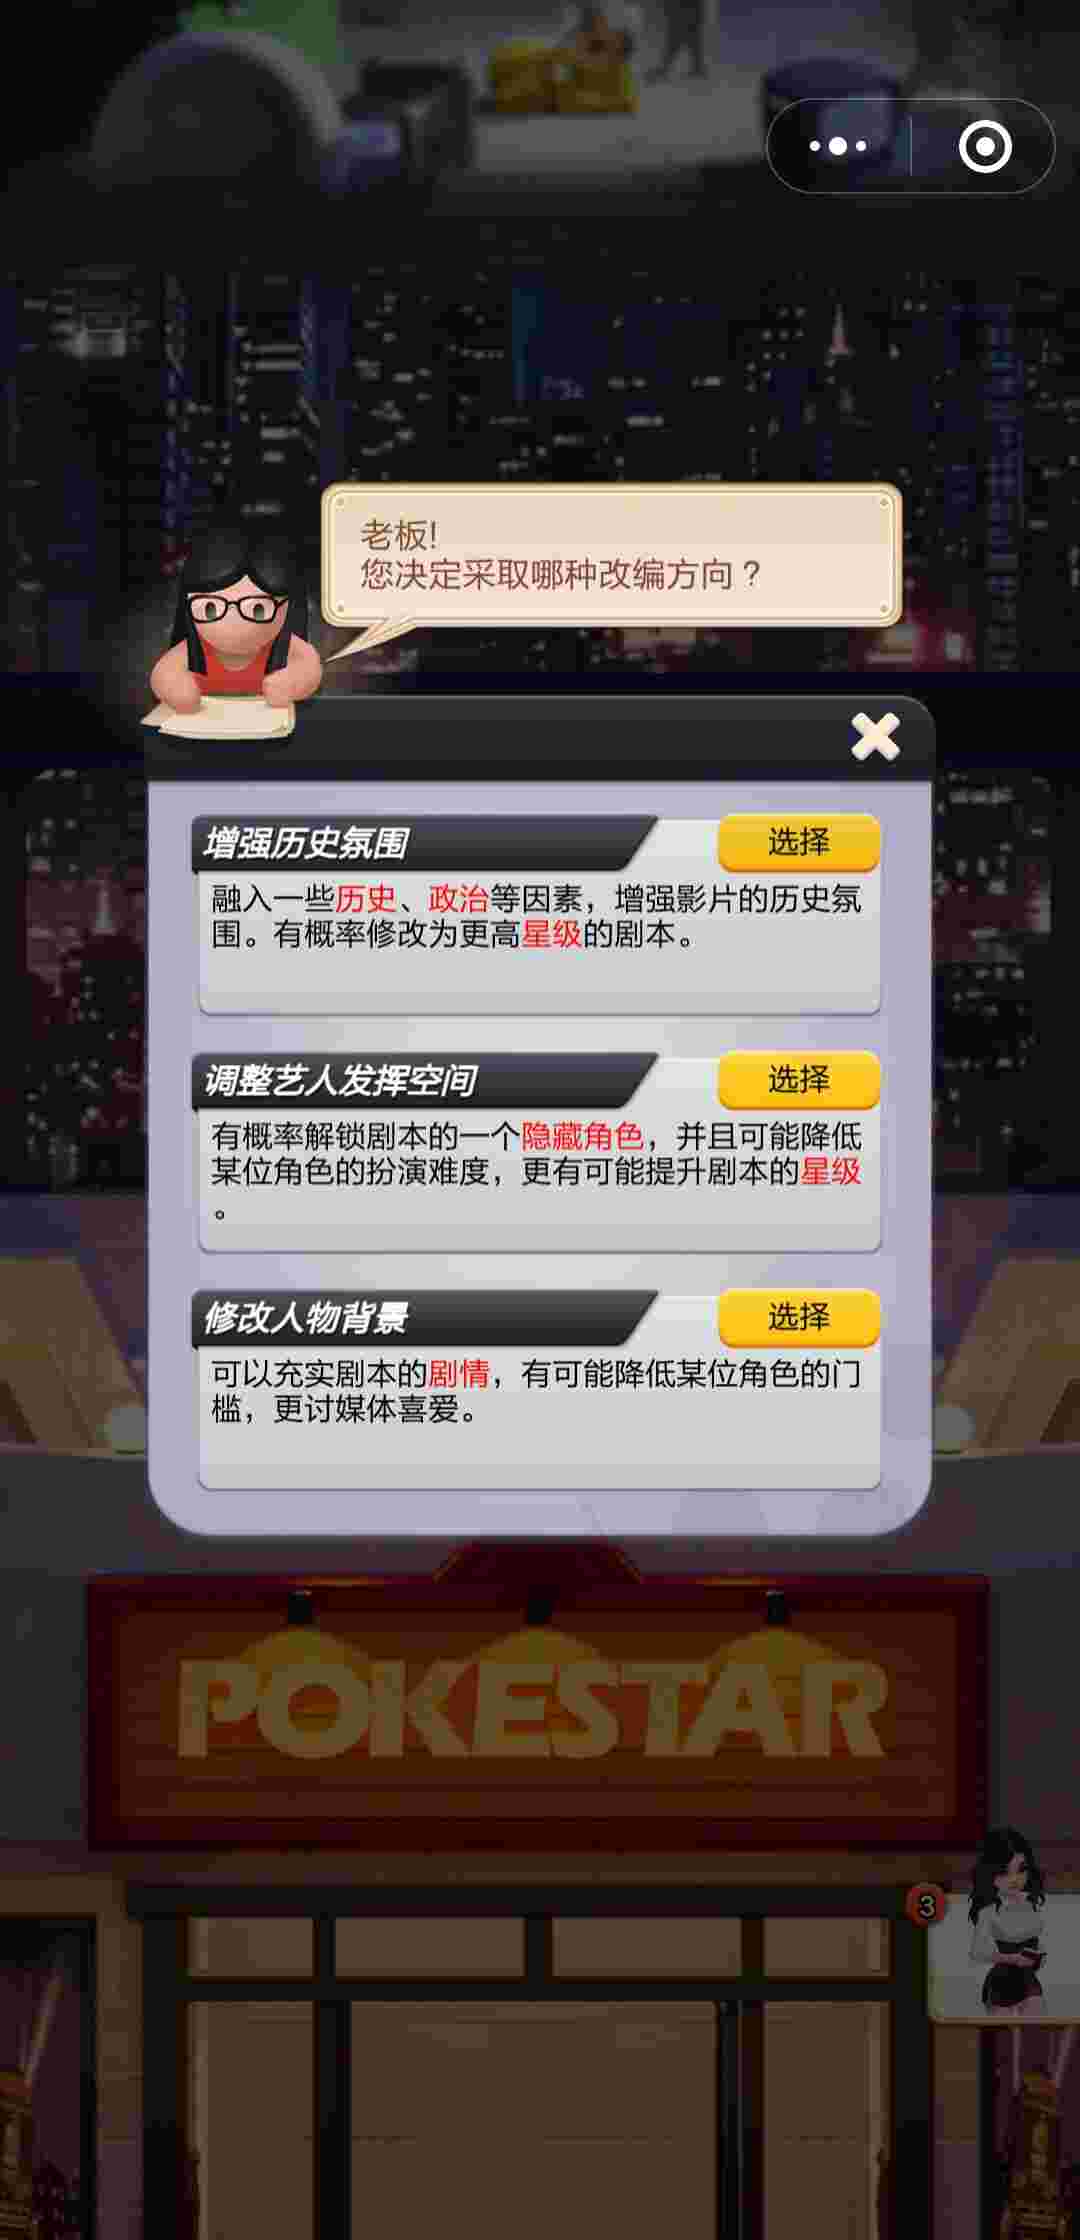 老板!
您决定采取哪种改编方向？
增强历史氛围
选择
融入一些历史、政治等因素，增强影片的历史氛
围。有概率修改为更高星级的剧本。
调整艺人发挥空间
选择
有概率解锁剧本的一个隐藏角色，并且可能降低
某位角色的扮演难度，更有可能提升剧本的星级
。
修改人物背景
选择
可以充实剧本的剧情，有可能降低某位角色的门
槛，更讨媒体喜爱。
POKESTAR
3